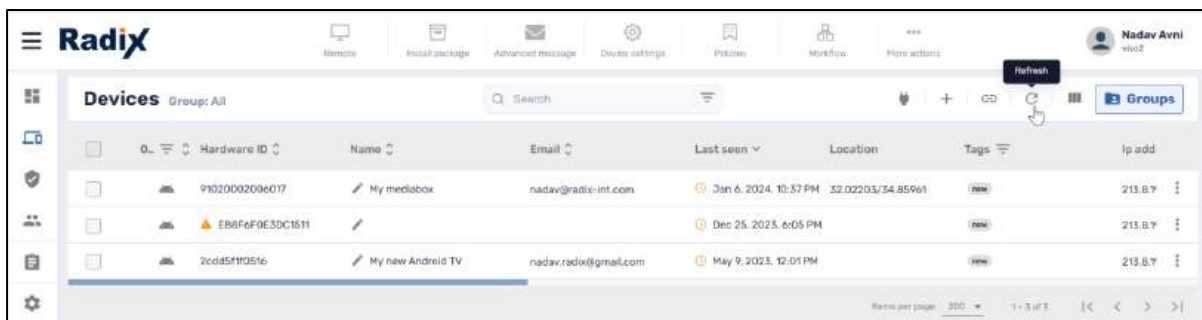 Radix
Remote
Install package
Advanced message
Device settings
Policies
Workflow
More actions
Nadav Avni
viso2
Refresh
Devices Group: All
Search
Groups
O.. Hardware ID Name Email Last seen Location Tags Ip add
91020002006017 My mediabox nadav@radix-int.com Jan 6, 2024, 10:37 PM 32.02203/34.85961 new 213.8.7
EB8F6F0E3DC1511 Dec 25, 2023, 6:05 PM new 213.8.7
2cdd5f1f0516 My new Android TV nadav.radix@gmail.com May 9, 2023, 12:01 PM new 213.8.7
Items per page: 200 1 - 3 of 3